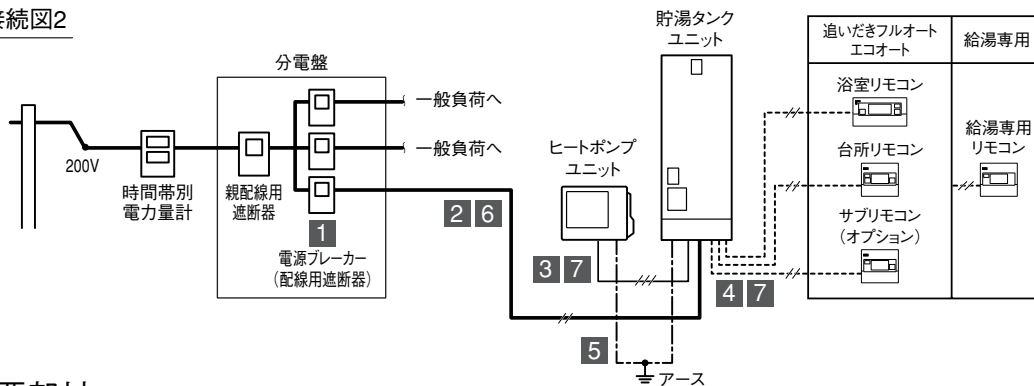 接続図2
分電盤
200V
時間帯別
電力量計
親配線用
遮断器
一般負荷へ
一般負荷へ
1
電源ブレーカー
（配線用遮断器）
2 6
ヒートポンプ
ユニット
3 7
5
アース
貯湯タンク
ユニット
4 7
追いだきフルオート
エコオート
給湯専用
浴室リモコン
台所リモコン
サブリモコン
（オプション）
給湯専用
リモコン